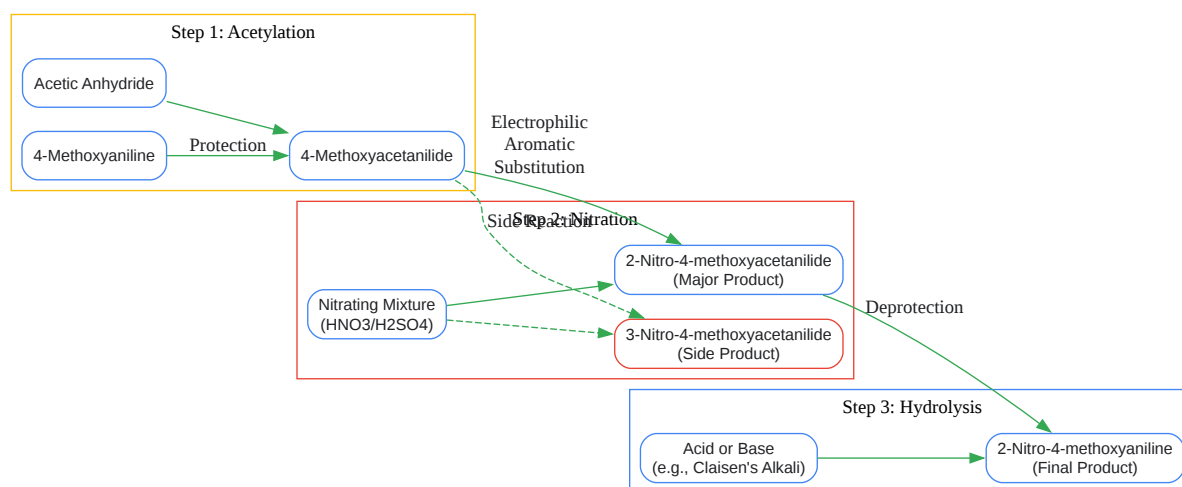 Step 1: Acetylation
Acetic Anhydride
4-Methoxyaniline
Protection
4-Methoxyacetanilide
Electrophilic
Aromatic
Substitution
Side Reaction
Step 2: Nitration
2-Nitro-4-methoxyacetanilide
(Major Product)
Nitrating Mixture
(HNO3/H2SO4)
3-Nitro-4-methoxyacetanilide
(Side Product)
Deprotection
Step 3: Hydrolysis
Acid or Base
(e.g., Claisen's Alkali)
2-Nitro-4-methoxyaniline
(Final Product)